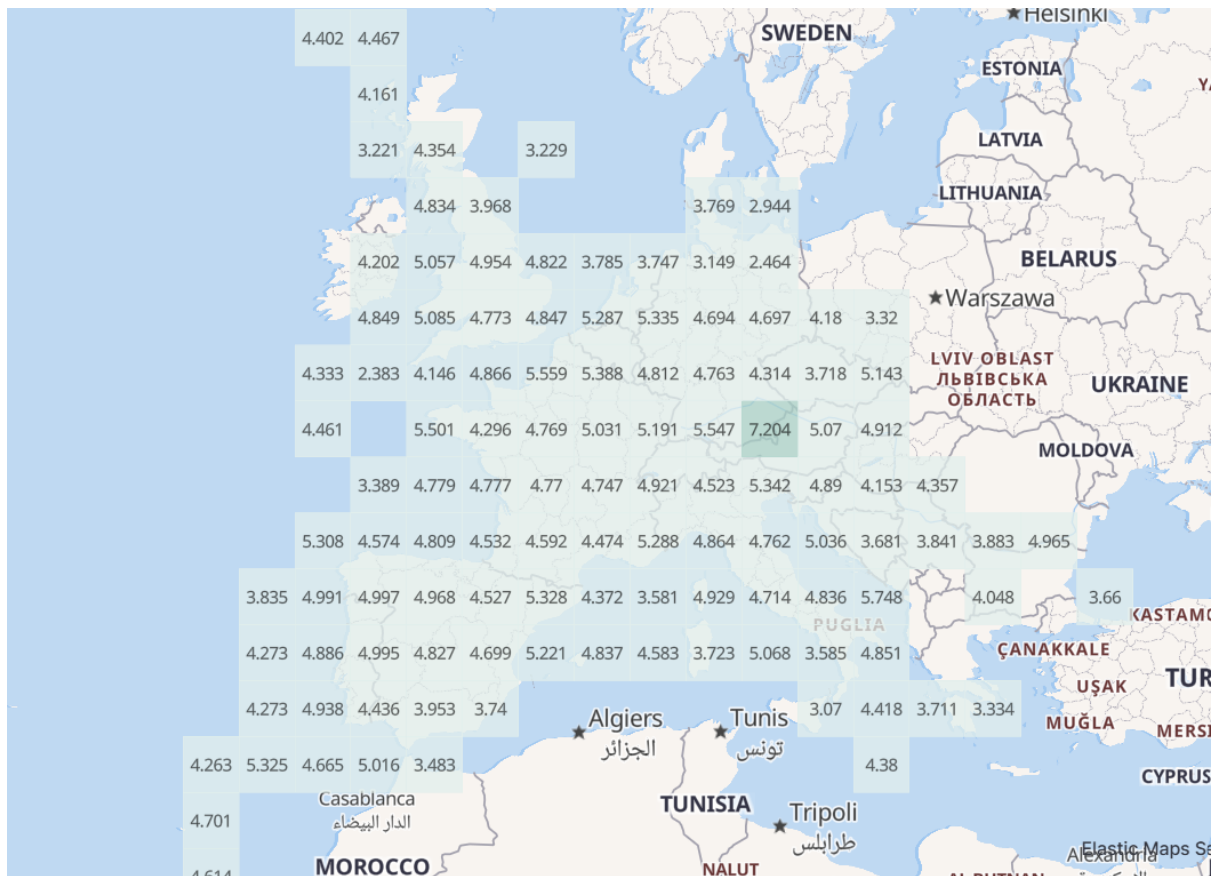 Helsinki
4.402 4.467 SWEDEN
ESTONIA
4.161
3.221 4.354 3.229 LATVIA
LITHUANIA
4.834 3.968 3.769 2.944
4.202 5.057 4.954 4.822 3.785 3.747 3.149 2.464 BELARUS
Warszawa
4.849 5.085 4.773 4.847 5.287 5.335 4.694 4.697 4.18 3.32
LVIV OBLAST
ЛЬВІВСЬКА
ОБЛАСТЬ
4.333 2.383 4.146 4.866 5.559 5.388 4.812 4.763 4.314 3.718 5.143 UKRAINE
4.461 5.501 4.296 4.769 5.031 5.191 5.547 7.204 5.07 4.912
MOLDOVA
3.389 4.779 4.777 4.77 4.747 4.921 4.523 5.342 4.89 4.153 4.357
5.308 4.574 4.809 4.532 4.592 4.474 5.288 4.864 4.762 5.036 3.681 3.841 3.883 4.965
3.835 4.991 4.997 4.968 4.527 5.328 4.372 3.581 4.929 4.714 4.836 5.748 4.048 3.66
KASTAMO
PUGLIA
4.273 4.886 4.995 4.827 4.699 5.221 4.837 4.583 3.723 5.068 3.585 4.851 ÇANAKKALE
UŞAK TUR
4.273 4.938 4.436 3.953 3.74 3.07 4.418 3.711 3.334
Algiers
الجزائر
Tunis
تونس
MUĞLA MERSI
4.263 5.325 4.665 5.016 3.483 4.38 CYPRUS
Casablanca
الدار البيضاء
TUNISIA
Tripoli
طرابلس
4.701
Elastic Maps Se
Alexandria
4.614 MOROCCO NALUT AL BUTNAN